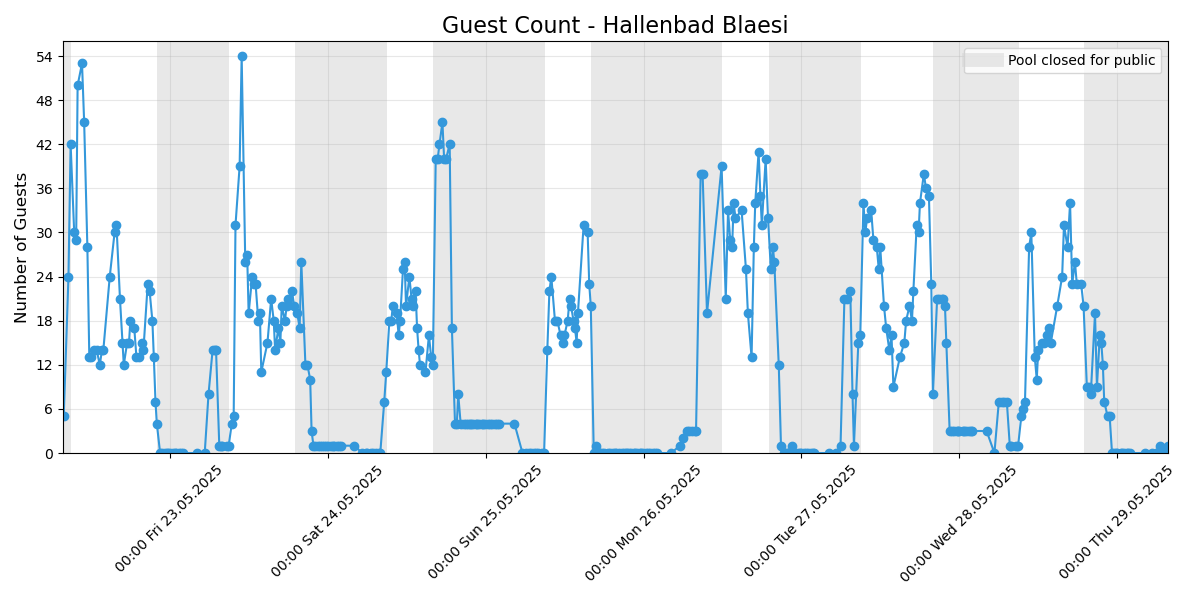 Guest Count - Hallenbad Blaesi
Pool closed for public
Number of Guests
54
48
42
36
30
24
18
12
6
0
00:00 Fri 23.05.2025
00:00 Sat 24.05.2025
00:00 Sun 25.05.2025
00:00 Mon 26.05.2025
00:00 Tue 27.05.2025
00:00 Wed 28.05.2025
00:00 Thu 29.05.2025